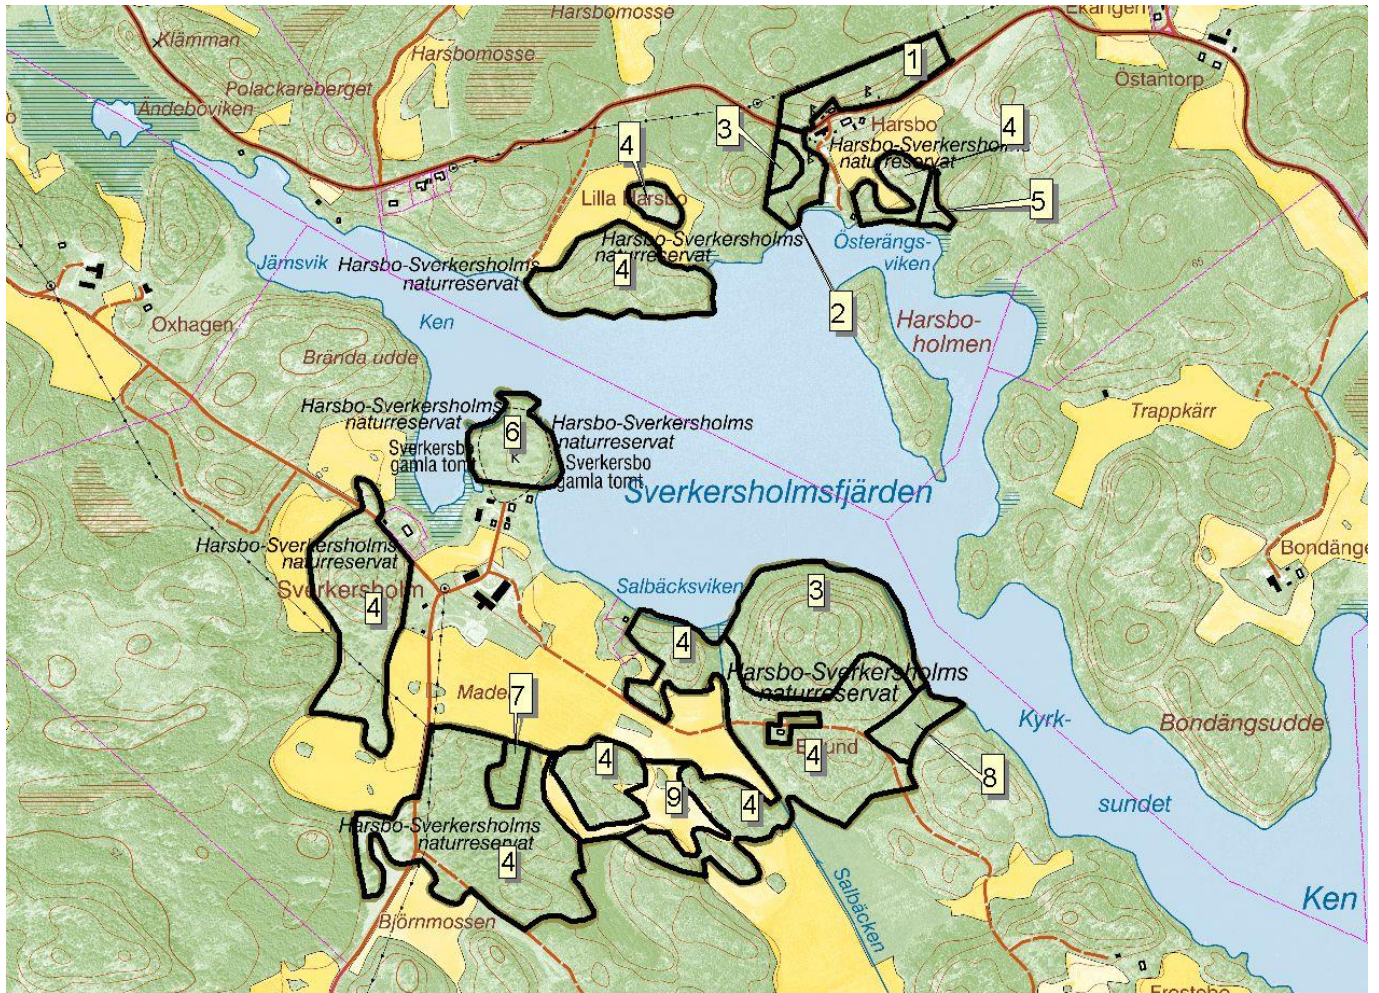 Harsbomosse
Ekängen
Klämman
Harsbomosse
1
Östantorp
Polackareberget
Ändeboviken
3
Harsbo
4
4
Harsbo-Sverkersholms
naturreservat
Lilla Harsbo
5
Harsbo-Sverkersholms
naturreservat
Österängs-
viken
Jämsvik
Harsbo-Sverkersholms
naturreservat
4
65
Oxhagen
Ken
2
Harsbo-
holmen
Brända udde
Harsbo-Sverkersholms
naturreservat
Harsbo-Sverkersholms
naturreservat
Trappkärr
6
K
Sverkersbo
gamla tomt
Sverkersbo
gamla tomt
Sverkersholmsfjärden
Harsbo-Sverkersholms
naturreservat
Bondänge
Sverkersholm
Salbäcksviken
3
4
4
Harsbo-Sverkersholms
naturreservat
7
Kyrk-
Bondängsudde
4
4
8
9
4
sundet
Harsbo-Sverkersholms
naturreservat
4
Salbäcken
Ken
Björnmossen